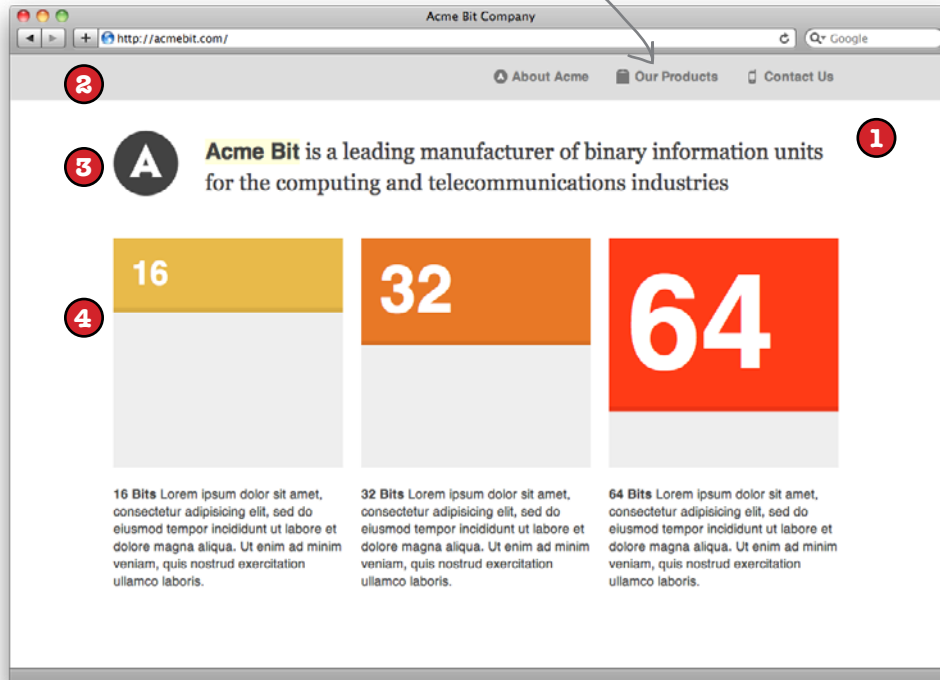 Acme Bit Company
http://acmebit.com/
Google
2
About Acme
Our Products
Contact Us
1
3
A
Acme Bit is a leading manufacturer of binary information units
for the computing and telecommunications industries
4
16
32
64
16 Bits Lorem ipsum dolor sit amet,
consectetur adipisicing elit, sed do
eiusmod tempor incididunt ut labore et
dolore magna aliqua. Ut enim ad minim
veniam, quis nostrud exercitation
ullamco laboris.
32 Bits Lorem ipsum dolor sit amet,
consectetur adipisicing elit, sed do
eiusmod tempor incididunt ut labore et
dolore magna aliqua. Ut enim ad minim
veniam, quis nostrud exercitation
ullamco laboris.
64 Bits Lorem ipsum dolor sit amet,
consectetur adipisicing elit, sed do
eiusmod tempor incididunt ut labore et
dolore magna aliqua. Ut enim ad minim
veniam, quis nostrud exercitation
ullamco laboris.